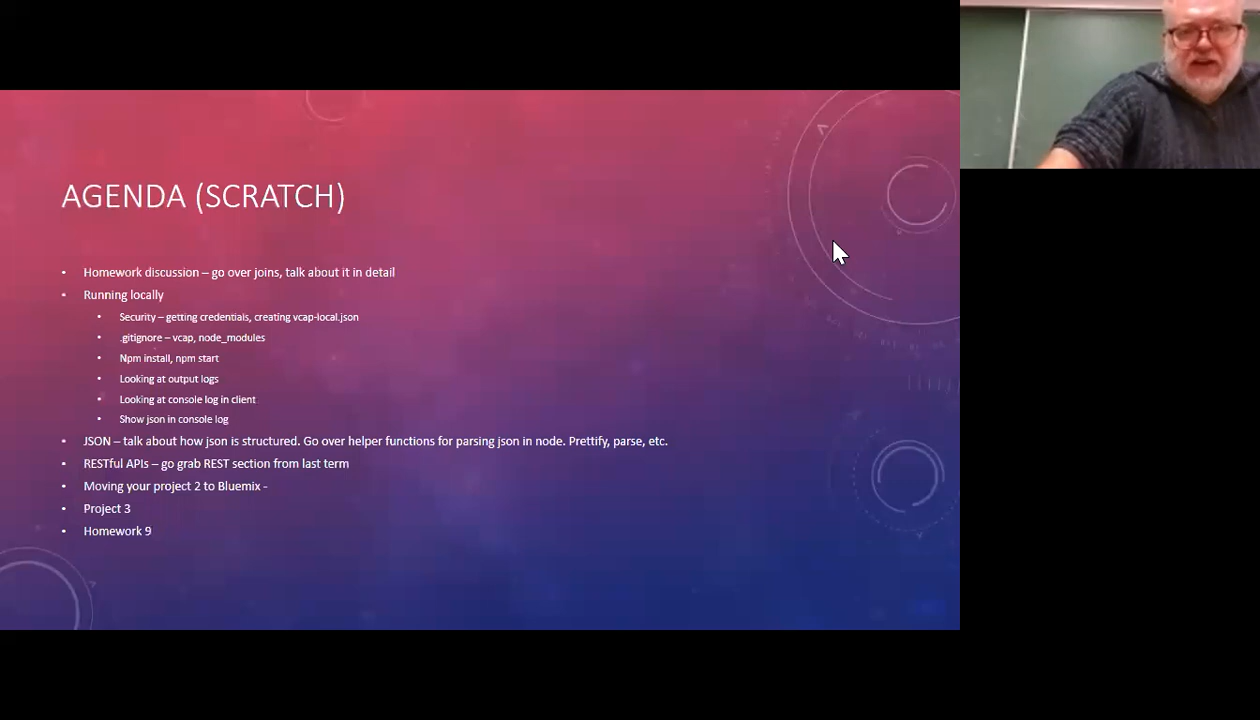 AGENDA (SCRATCH)
• Homework discussion – go over joins, talk about it in detail
• Running locally
• Security – getting credentials, creating vcap-local.json
• .gitignore – vcap, node_modules
• Npm install, npm start
• Looking at output logs
• Looking at console log in client
• Show json in console log
• JSON – talk about how json is structured. Go over helper functions for parsing json in node. Prettify, parse, etc.
• RESTful APIs – go grab REST section from last term
• Moving your project 2 to Bluemix -
• Project 3
• Homework 9